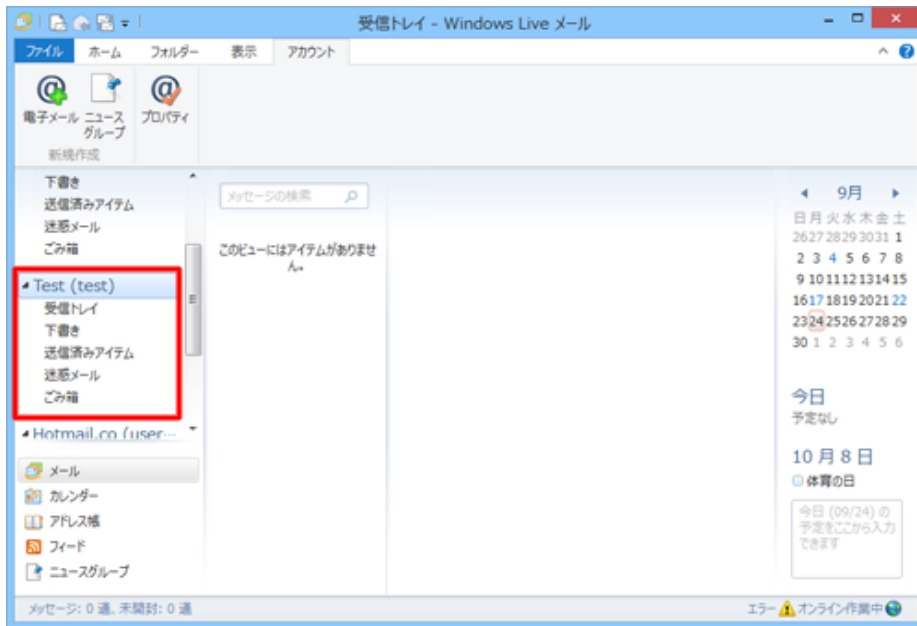 受信トレイ - Windows Live メール
ファイル ホーム フォルダー 表示 アカウント
電子メール ニュース グループ プロパティ
新規作成
下書き
送信済みアイテム
迷惑メール
ごみ箱
Test (test)
受信トレイ
下書き
送信済みアイテム
迷惑メール
ごみ箱
Hotmail.co (user…
メール
カレンダー
アドレス帳
フィード
ニュースグループ
メッセージの検索
このビューにはアイテムがありませ
ん。
9月
日 月 火 水 木 金 土
26 27 28 29 30 31 1
2 3 4 5 6 7 8
9 10 11 12 13 14 15
16 17 18 19 20 21 22
23 24 25 26 27 28 29
30 1 2 3 4 5 6
今日
予定なし
10 月 8 日
体育の日
今日 (09/24) の
予定をここから入力
できます
メッセージ: 0 通、未開封: 0 通
エラー オンライン作業中